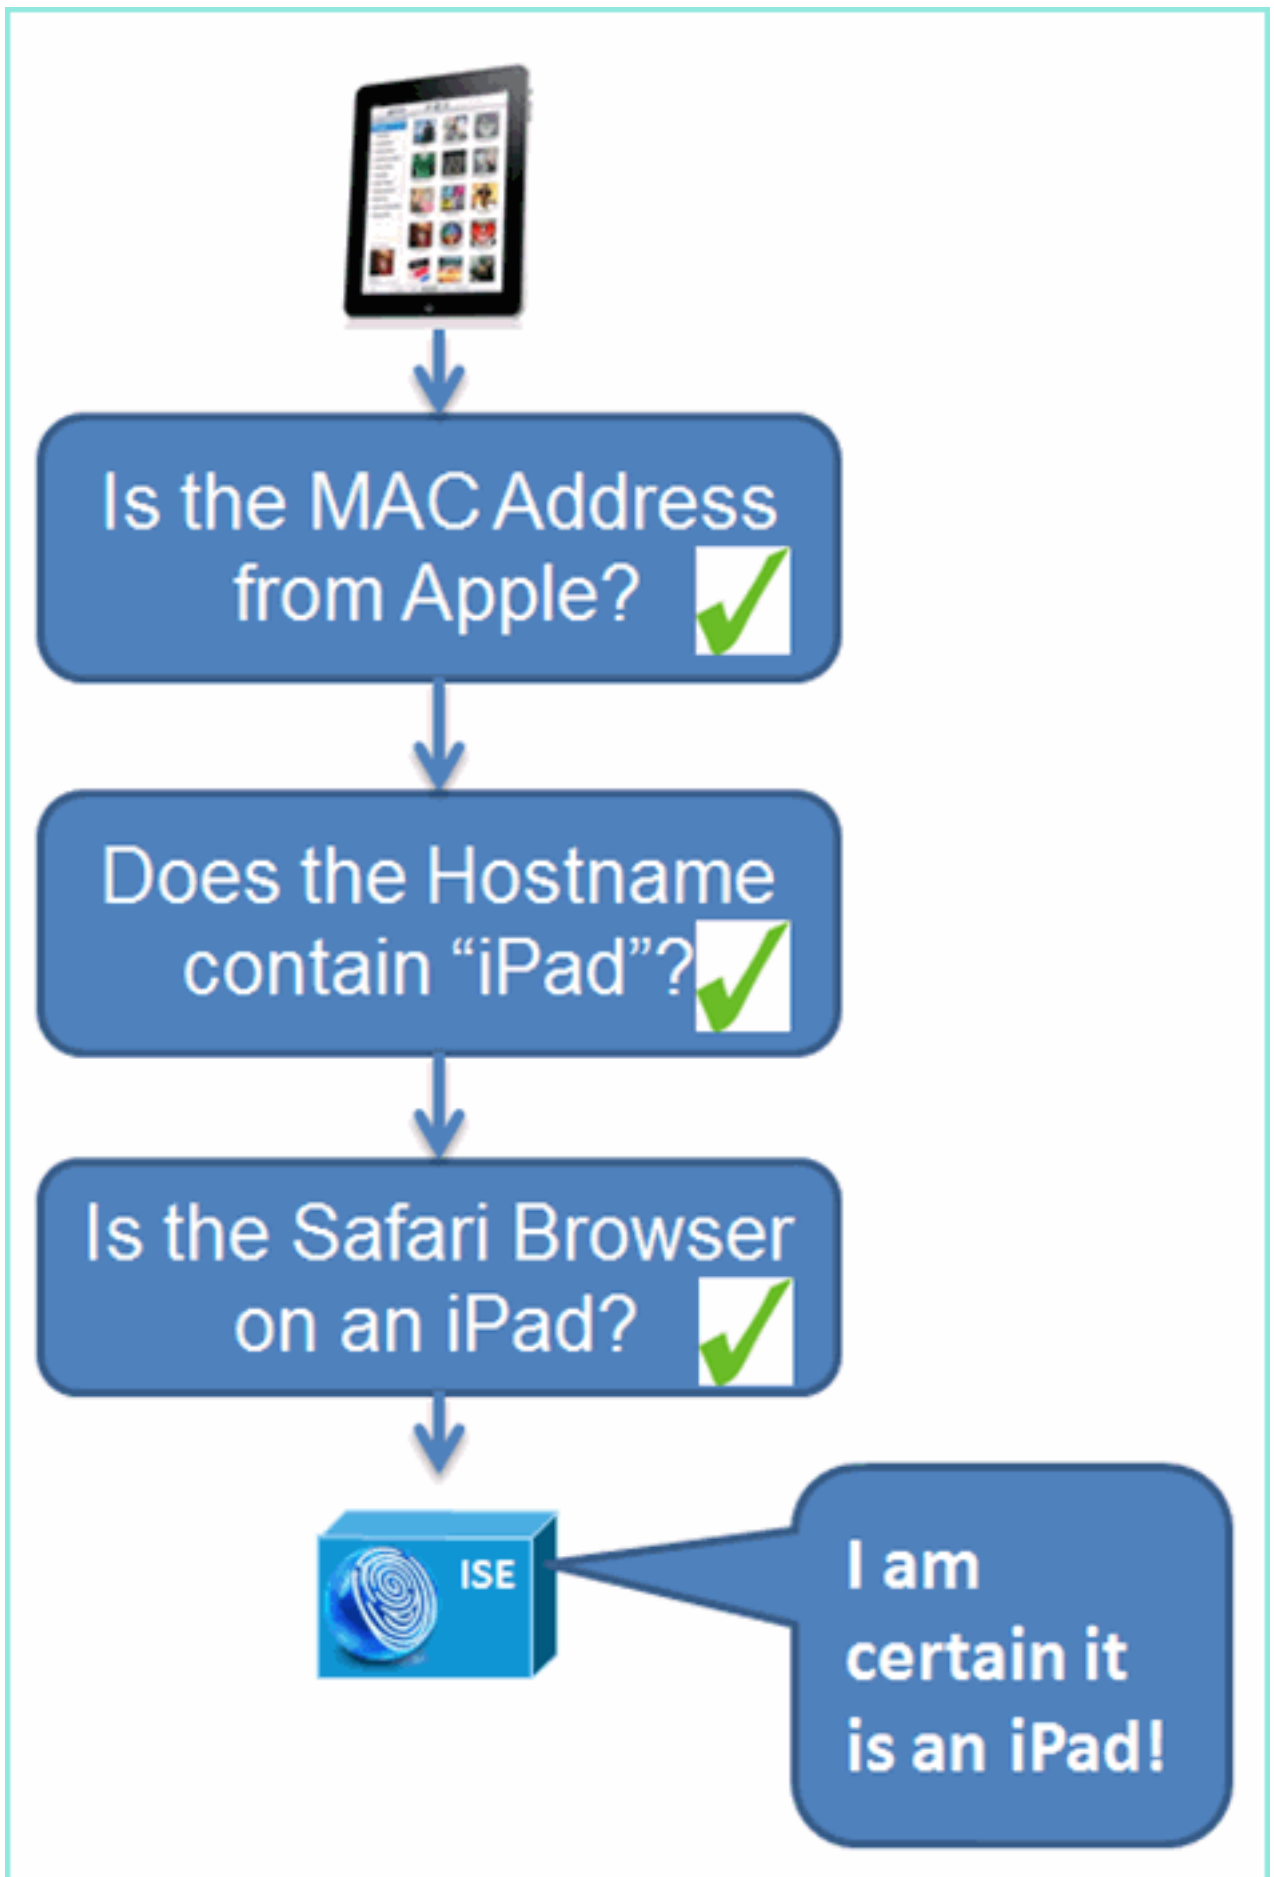 Is the MAC Address
from Apple?
Does the Hostname
contain “iPad”?
Is the Safari Browser
on an iPad?
ISE
I am
certain it
is an iPad!